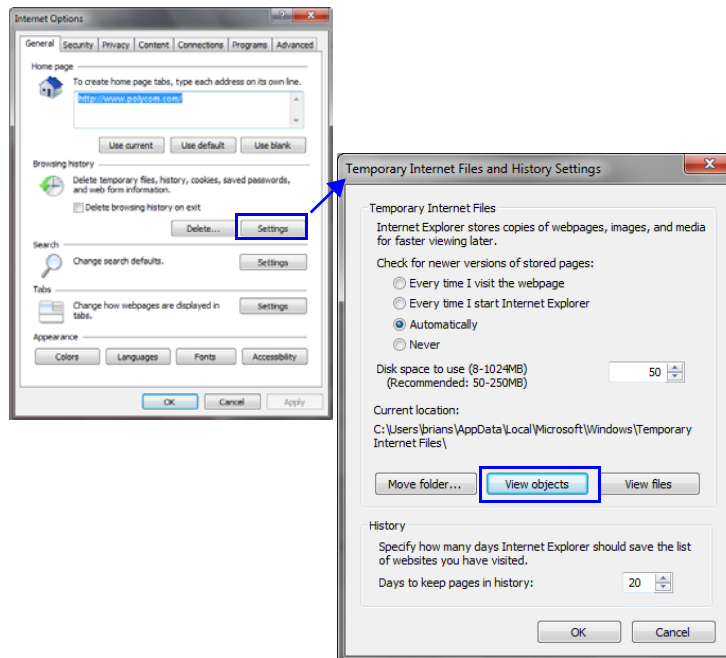 Internet Options
General Security Privacy Content Connections Programs Advanced
Home page
To create home page tabs, type each address on its own line.
http://www.polycom.com/
Use current Use default Use blank
Browsing history
Delete temporary files, history, cookies, saved passwords,
and web form information.
Delete browsing history on exit
Delete... Settings
Search
Change search defaults. Settings
Tabs
Change how webpages are displayed in
tabs.
Settings
Appearance
Colors Languages Fonts Accessibility
OK Cancel Apply
Temporary Internet Files and History Settings
Temporary Internet Files
Internet Explorer stores copies of webpages, images, and media
for faster viewing later.
Check for newer versions of stored pages:
Every time I visit the webpage
Every time I start Internet Explorer
Automatically
Never
Disk space to use (8-1024MB)
(Recommended: 50-250MB)
50
Current location:
C:\Users\brians\AppData\Local\Microsoft\Windows\Temporary
Internet Files\
Move folder... View objects View files
History
Specify how many days Internet Explorer should save the list
of websites you have visited.
Days to keep pages in history: 20
OK Cancel